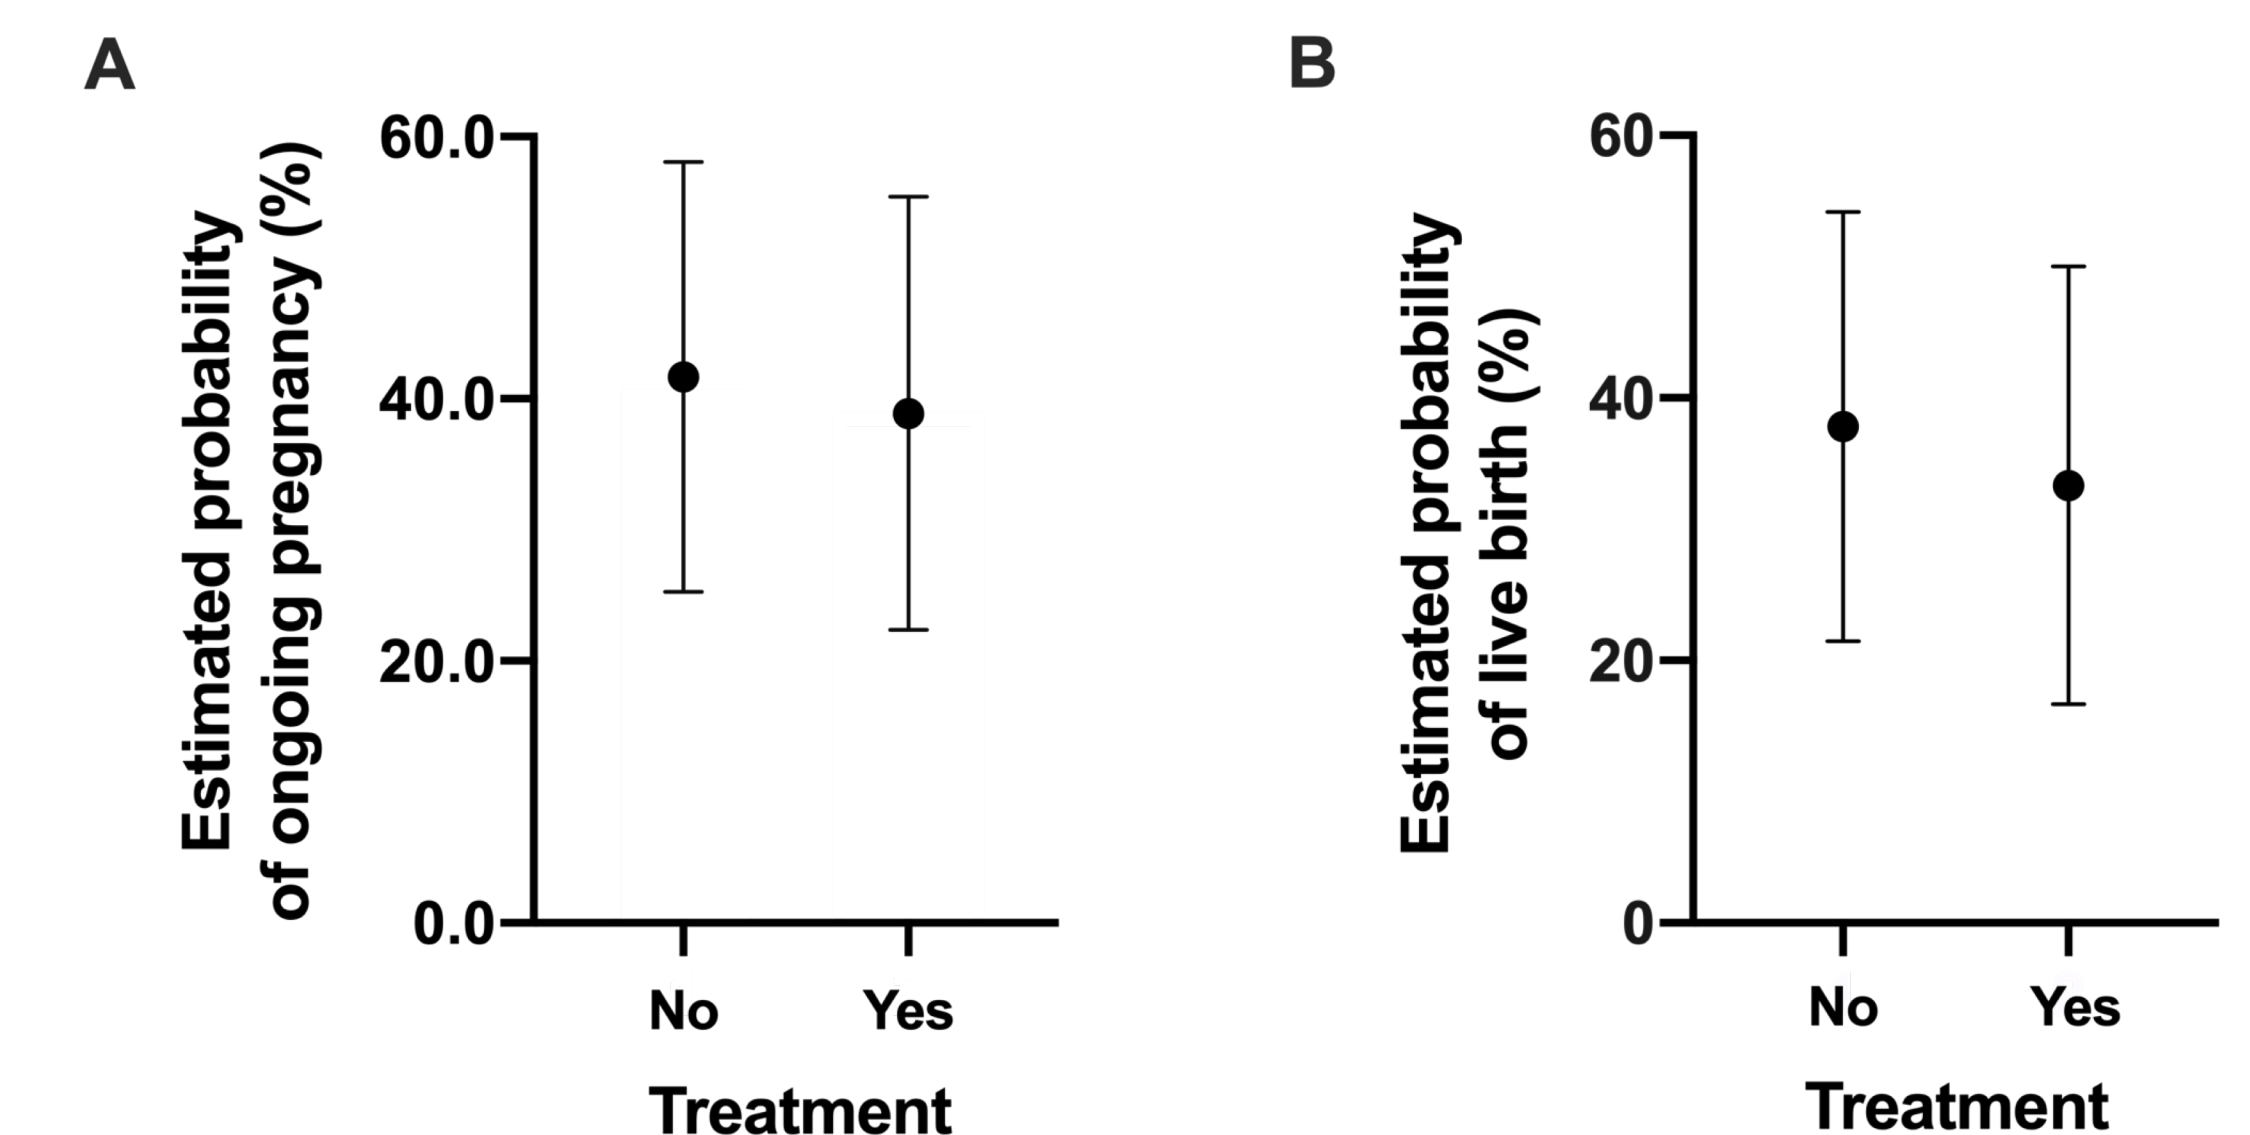 A
Estimated probability
of ongoing pregnancy (%)
60.0
40.0
20.0
0.0
No Yes
Treatment
B
Estimated probability
of live birth (%)
60
40
20
0
No Yes
Treatment